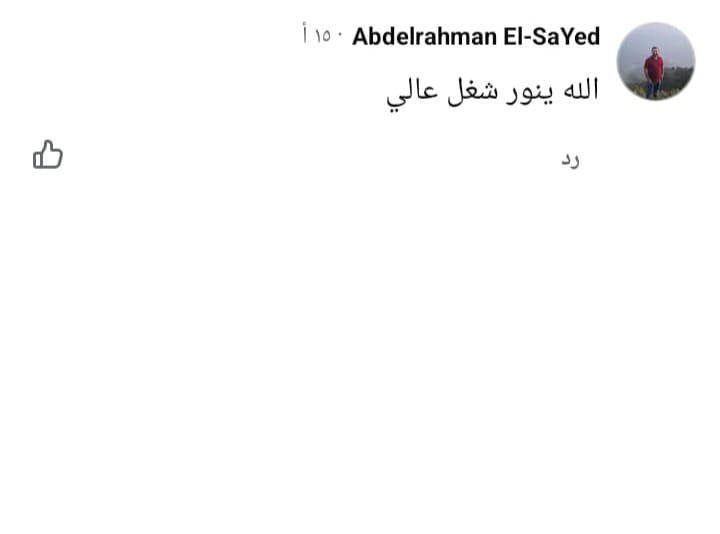 Abdelrahman El-SaYed · ١٥ أ
الله ينور شغل عالي
رد